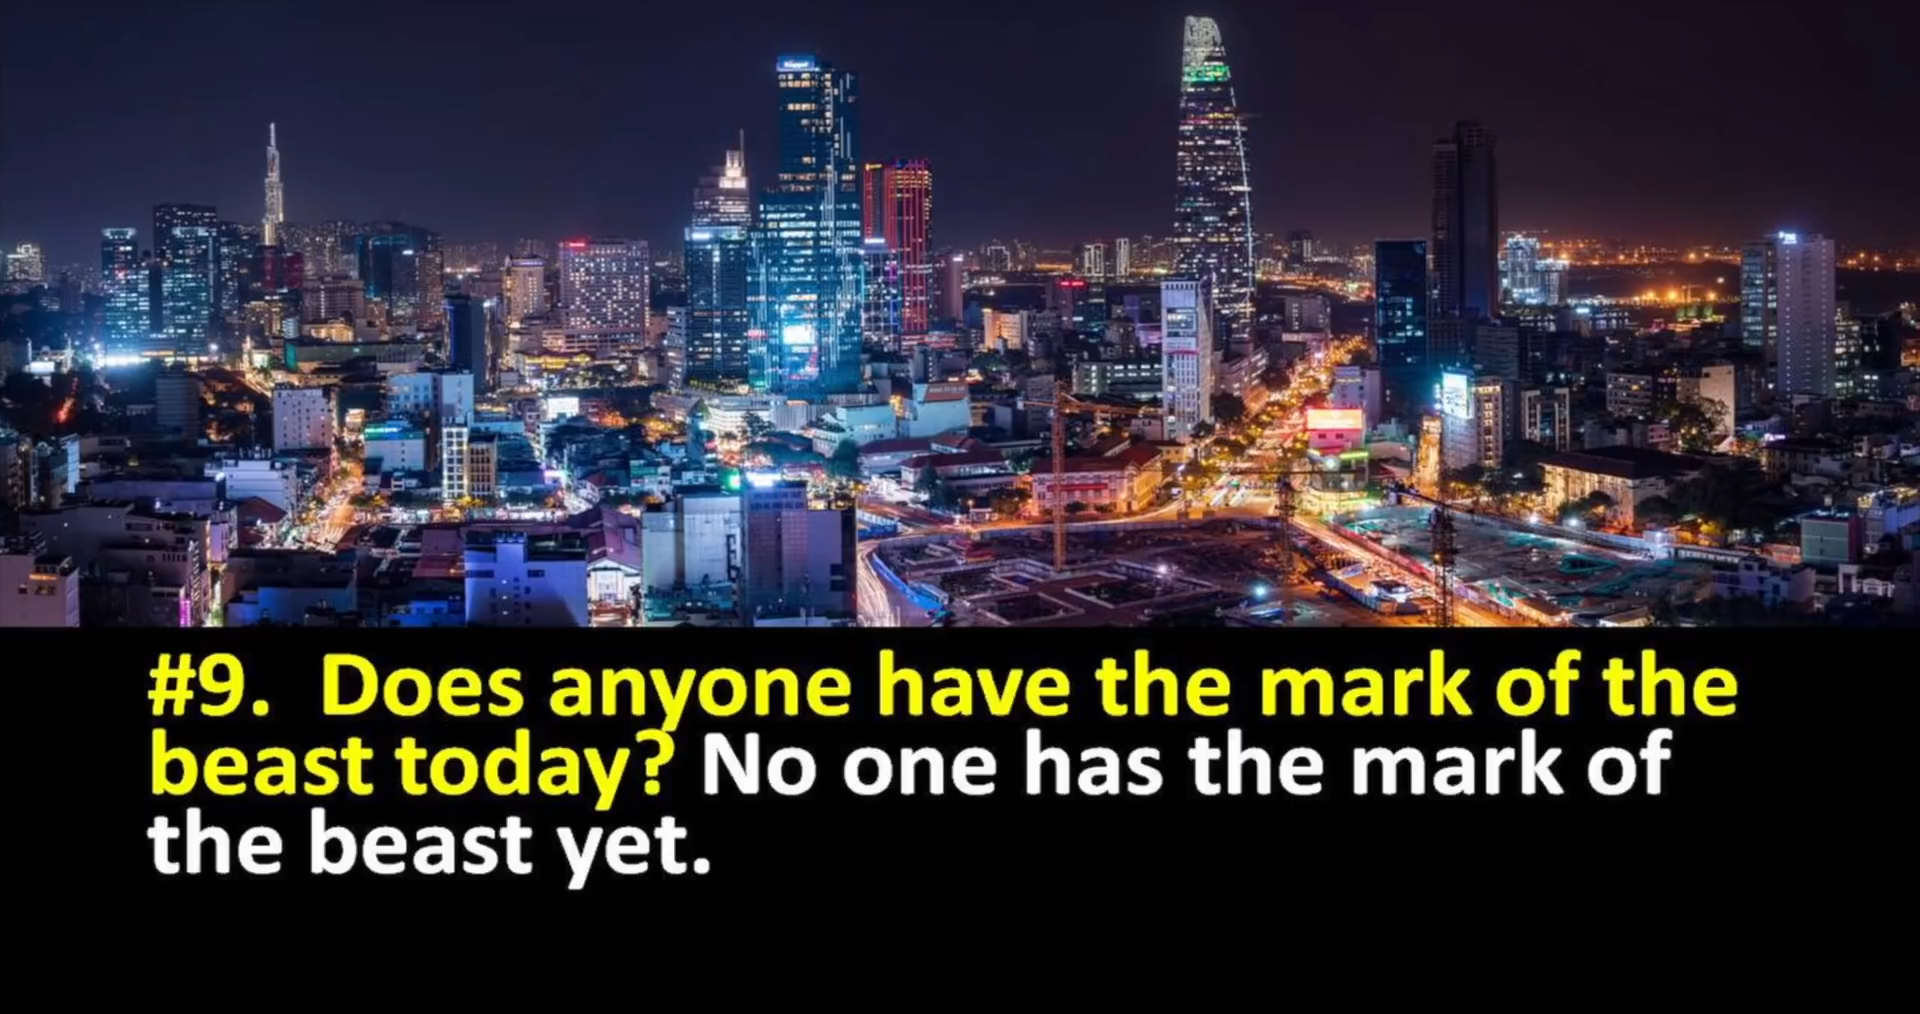 #9. Does anyone have the mark of the
beast today? No one has the mark of
the beast yet.